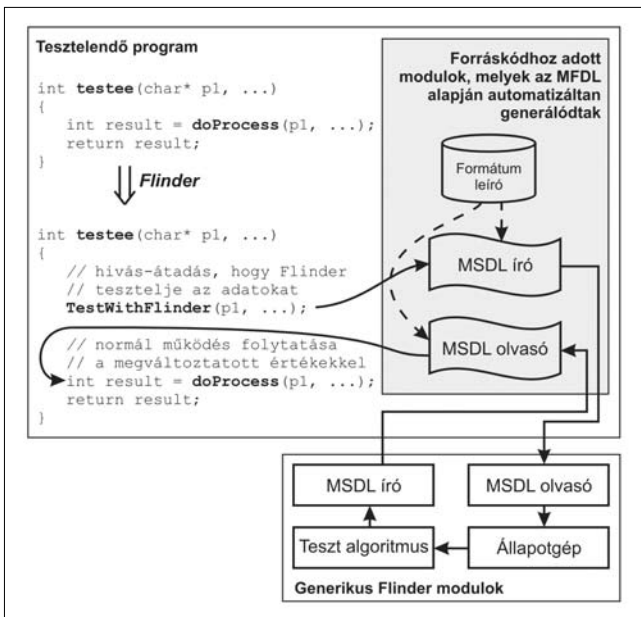 Tesztelendő program
int testee(char* p1, ...)
{
int result = doProcess(p1, ...);
return result;
}
Flinder
int testee(char* p1, ...)
{
// hívás-átadás, hogy Flinder
// tesztelje az adatokat
TestWithFlinder(p1, ...);
// normál működés folytatása
// a megváltoztatott értékekkel
int result = doProcess(p1, ...);
return result;
}
Forráskódhoz adott
modulok, melyek az MFDL
alapján automatizáltan
generálódtak
Formátum
leíró
MSDL író
MSDL olvasó
MSDL író
MSDL olvasó
Teszt algoritmus
Állapotgép
Generikus Flinder modulok